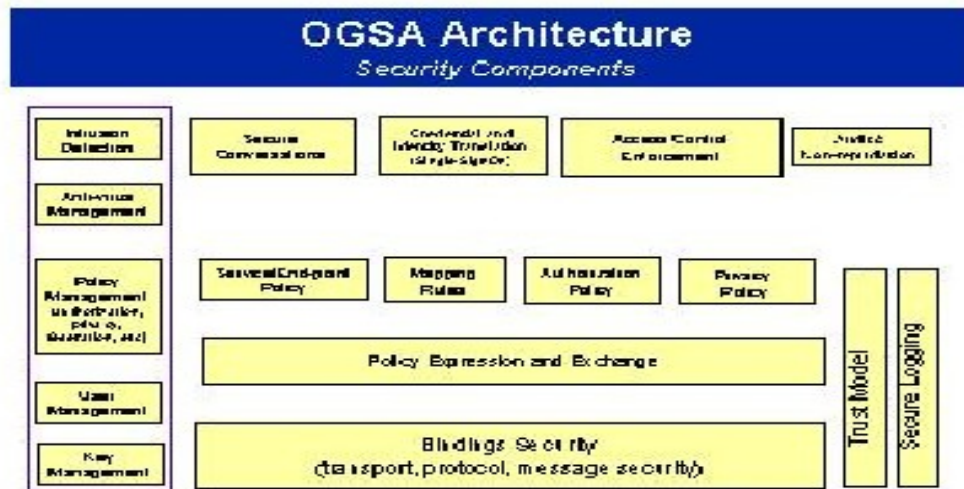 OGSA Architecture
Security Components
Intrusion
Detection
Secure
Conversations
Credential and
Identity Translation
(Single Sign-On)
Access Control
Enforcement
Audit &
Non-repudiation
Anti-virus
Management
Policy
Management
(authorization,
privacy,
federation, etc)
Service/End-point
Policy
Mapping
Rules
Authorization
Policy
Privacy
Policy
Policy Expression and Exchange
User
Management
Key
Management
Bindings Security
(transport, protocol, message security)
Trust Model
Secure Logging